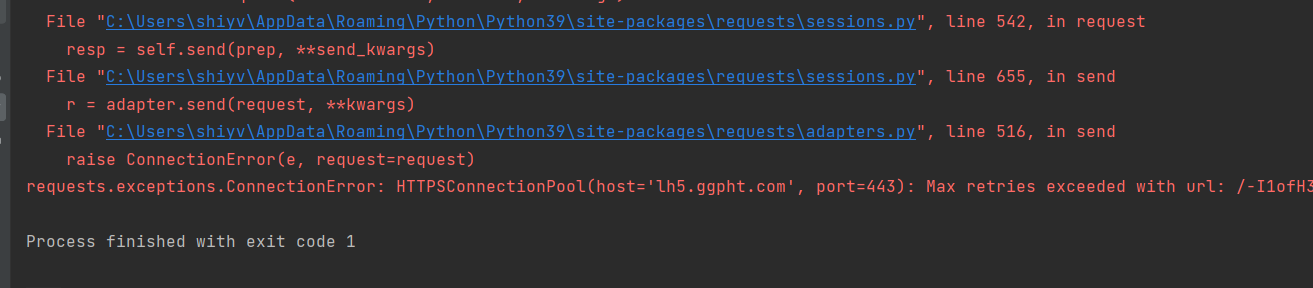 File "C:\Users\shiyv\AppData\Roaming\Python\Python39\site-packages\requests\sessions.py", line 542, in request
resp = self.send(prep, **send_kwargs)
File "C:\Users\shiyv\AppData\Roaming\Python\Python39\site-packages\requests\sessions.py", line 655, in send
r = adapter.send(request, **kwargs)
File "C:\Users\shiyv\AppData\Roaming\Python\Python39\site-packages\requests\adapters.py", line 516, in send
raise ConnectionError(e, request=request)
requests.exceptions.ConnectionError: HTTPSConnectionPool(host='lh5.ggpht.com', port=443): Max retries exceeded with url: /-I1ofH3
Process finished with exit code 1